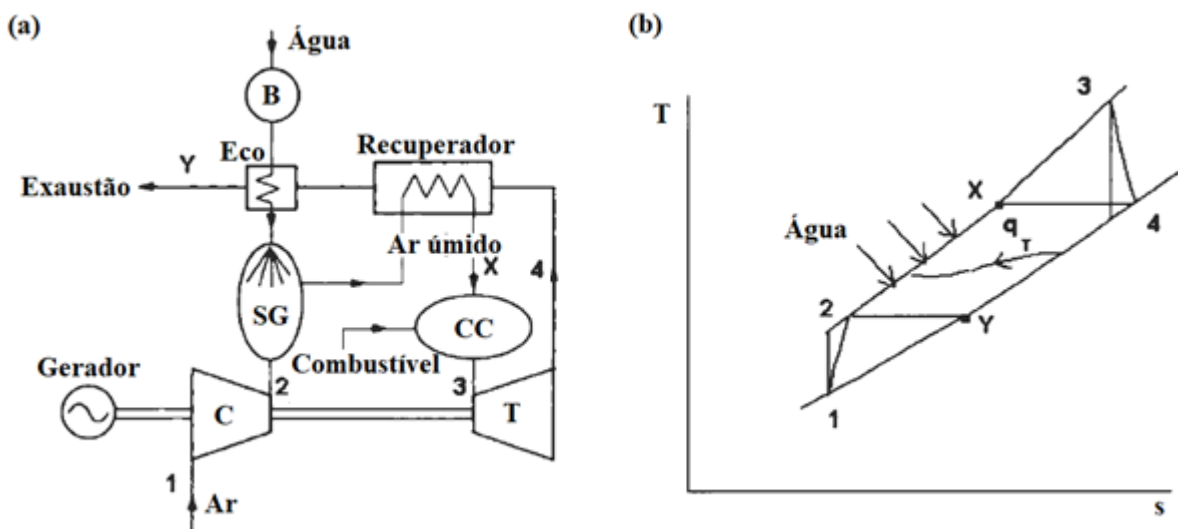 (a)
Água
B
Eco
Recuperador
Y
Exaustão
Ar úmido
X
4
SG
CC
Combustível
Gerador
2
3
C
T
1
Ar
(b)
T
3
X
q T
4
Água
2
Y
1
s